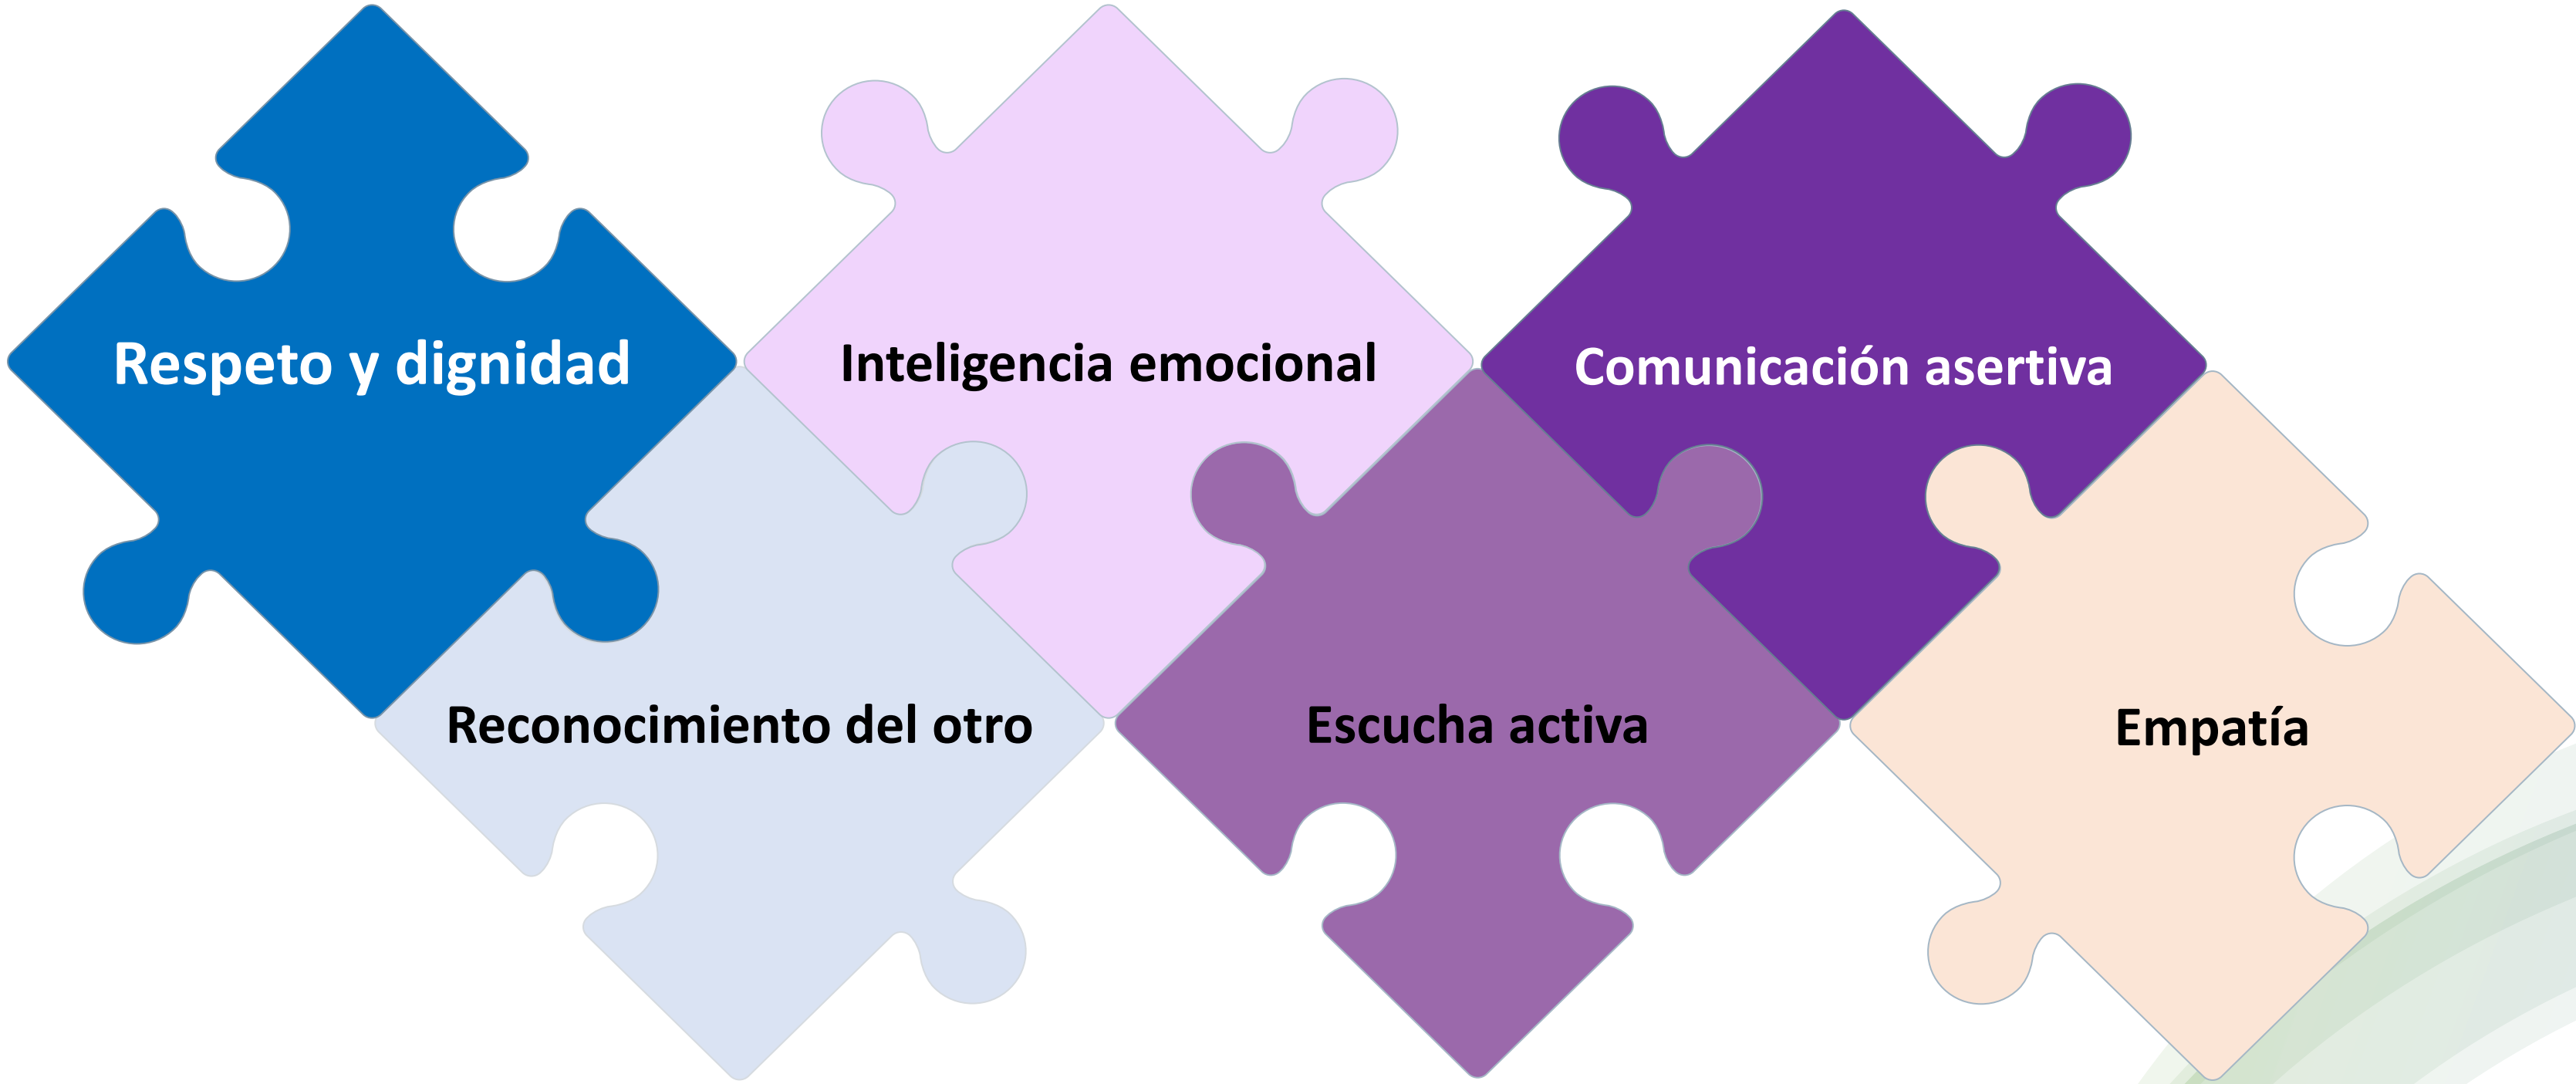 Respeto y dignidad
Inteligencia emocional
Comunicación asertiva
Reconocimiento del otro
Escucha activa
Empatía